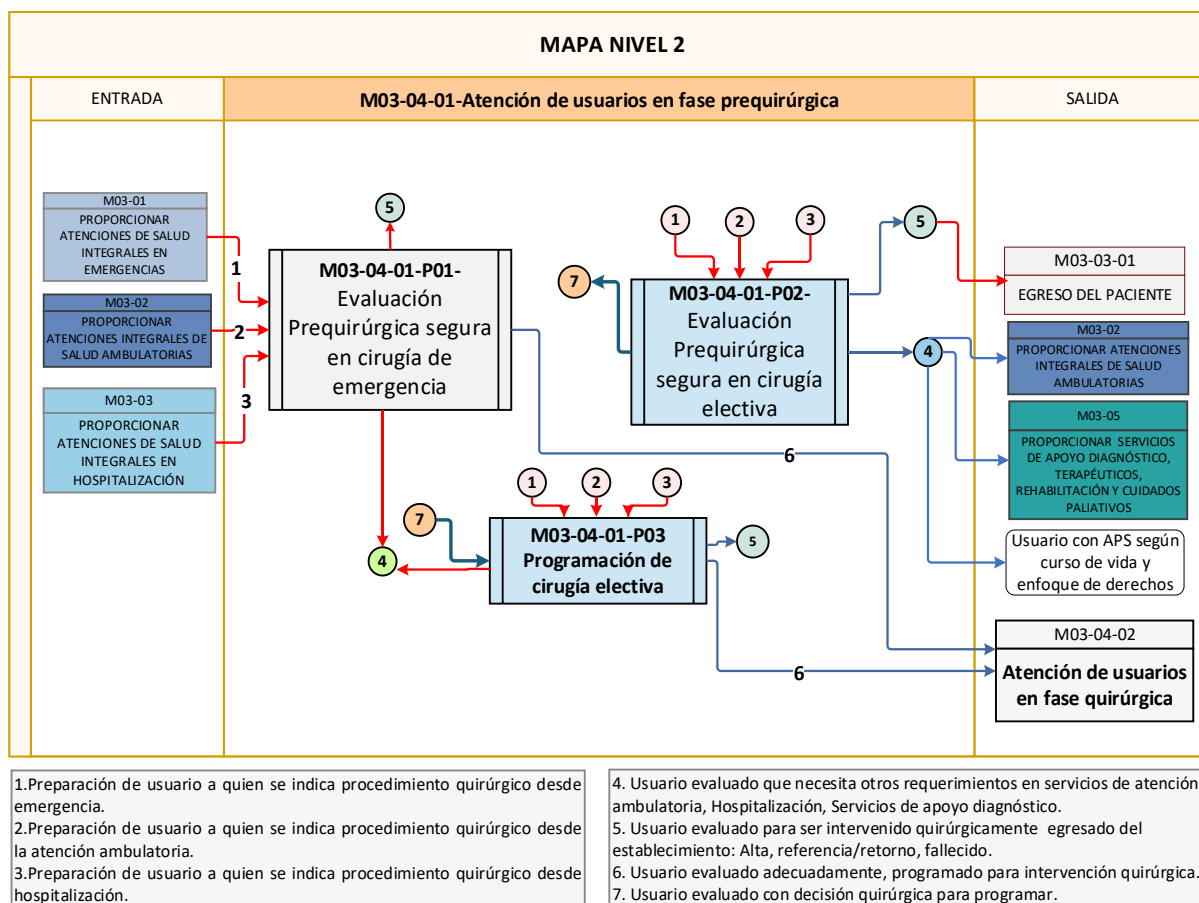 MAPA NIVEL 2
ENTRADA
M03-04-01-Atención de usuarios en fase prequirúrgica
SALIDA
M03-01
PROPORCIONAR
ATENCIONES DE SALUD
INTEGRALES EN
EMERGENCIAS
1
M03-02
PROPORCIONAR
ATENCIONES INTEGRALES DE
SALUD AMBULATORIAS
2
M03-03
PROPORCIONAR
ATENCIONES DE SALUD
INTEGRALES EN
HOSPITALIZACIÓN
3
5
M03-04-01-P01-
Evaluación
Prequirúrgica segura
en cirugía de
emergencia
4
1
2
3
7
M03-04-01-P02-
Evaluación
Prequirúrgica
segura en cirugía
electiva
5
4
6
1
2
3
7
M03-04-01-P03
Programación de
cirugía electiva
5
6
M03-03-01
EGRESO DEL PACIENTE
M03-02
PROPORCIONAR ATENCIONES
INTEGRALES DE SALUD
AMBULATORIAS
M03-05
PROPORCIONAR SERVICIOS
DE APOYO DIAGNÓSTICO,
TERAPÉUTICOS,
REHABILITACIÓN Y CUIDADOS
PALIATIVOS
Usuario con APS según
curso de vida y
enfoque de derechos
M03-04-02
Atención de usuarios
en fase quirúrgica
1.Preparación de usuario a quien se indica procedimiento quirúrgico desde
emergencia.
2.Preparación de usuario a quien se indica procedimiento quirúrgico desde
la atención ambulatoria.
3.Preparación de usuario a quien se indica procedimiento quirúrgico desde
hospitalización.
4. Usuario evaluado que necesita otros requerimientos en servicios de atención
ambulatoria, Hospitalización, Servicios de apoyo diagnóstico.
5. Usuario evaluado para ser intervenido quirúrgicamente egresado del
establecimiento: Alta, referencia/retorno, fallecido.
6. Usuario evaluado adecuadamente, programado para intervención quirúrgica.
7. Usuario evaluado con decisión quirúrgica para programar.